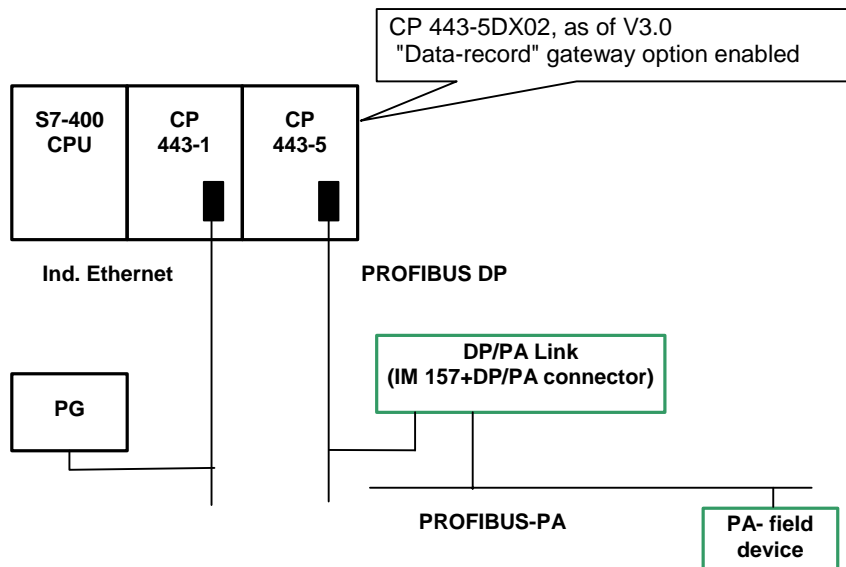 CP 443-5DX02, as of V3.0
"Data-record" gateway option enabled
S7-400
CPU
CP
443-1
CP
443-5
Ind. Ethernet
PROFIBUS DP
DP/PA Link
(IM 157+DP/PA connector)
PG
PROFIBUS-PA
PA- field
device